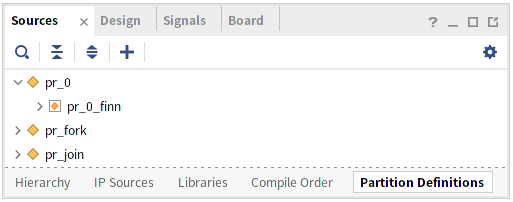 Sources × Design Signals Board ?
pr_0
pr_0_finn
pr_fork
pr_join
Hierarchy IP Sources Libraries Compile Order Partition Definitions